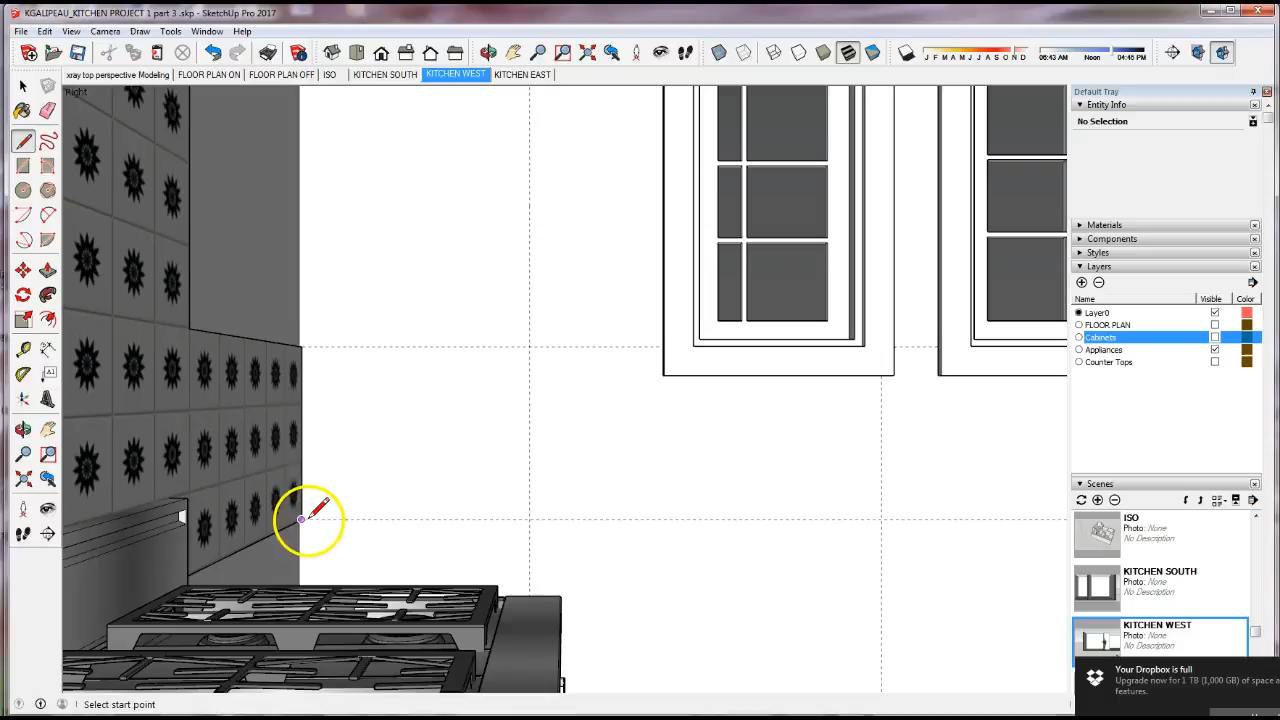 KGALIPEAU_KITCHEN PROJECT 1 part 3 .skp - SketchUp Pro 2017
File Edit View Camera Draw Tools Window Help
J F M A M J J A S O N D 06:43 AM Noon 04:45 PM
xray top perspective Modeling FLOOR PLAN ON FLOOR PLAN OFF ISO KITCHEN SOUTH KITCHEN WEST KITCHEN EAST
Right
Default Tray
Entity Info
No Selection
Materials
Components
Styles
Layers
Name Visible Color
Layer0
FLOOR PLAN
Cabinets
Appliances
Counter Tops
Scenes
ISO
Photo: None
No Description
KITCHEN SOUTH
Photo: None
No Description
KITCHEN WEST
Photo: None
No Description
Your Dropbox is full
Upgrade now for 1 TB (1,000 GB) of space a
features.
Select start point